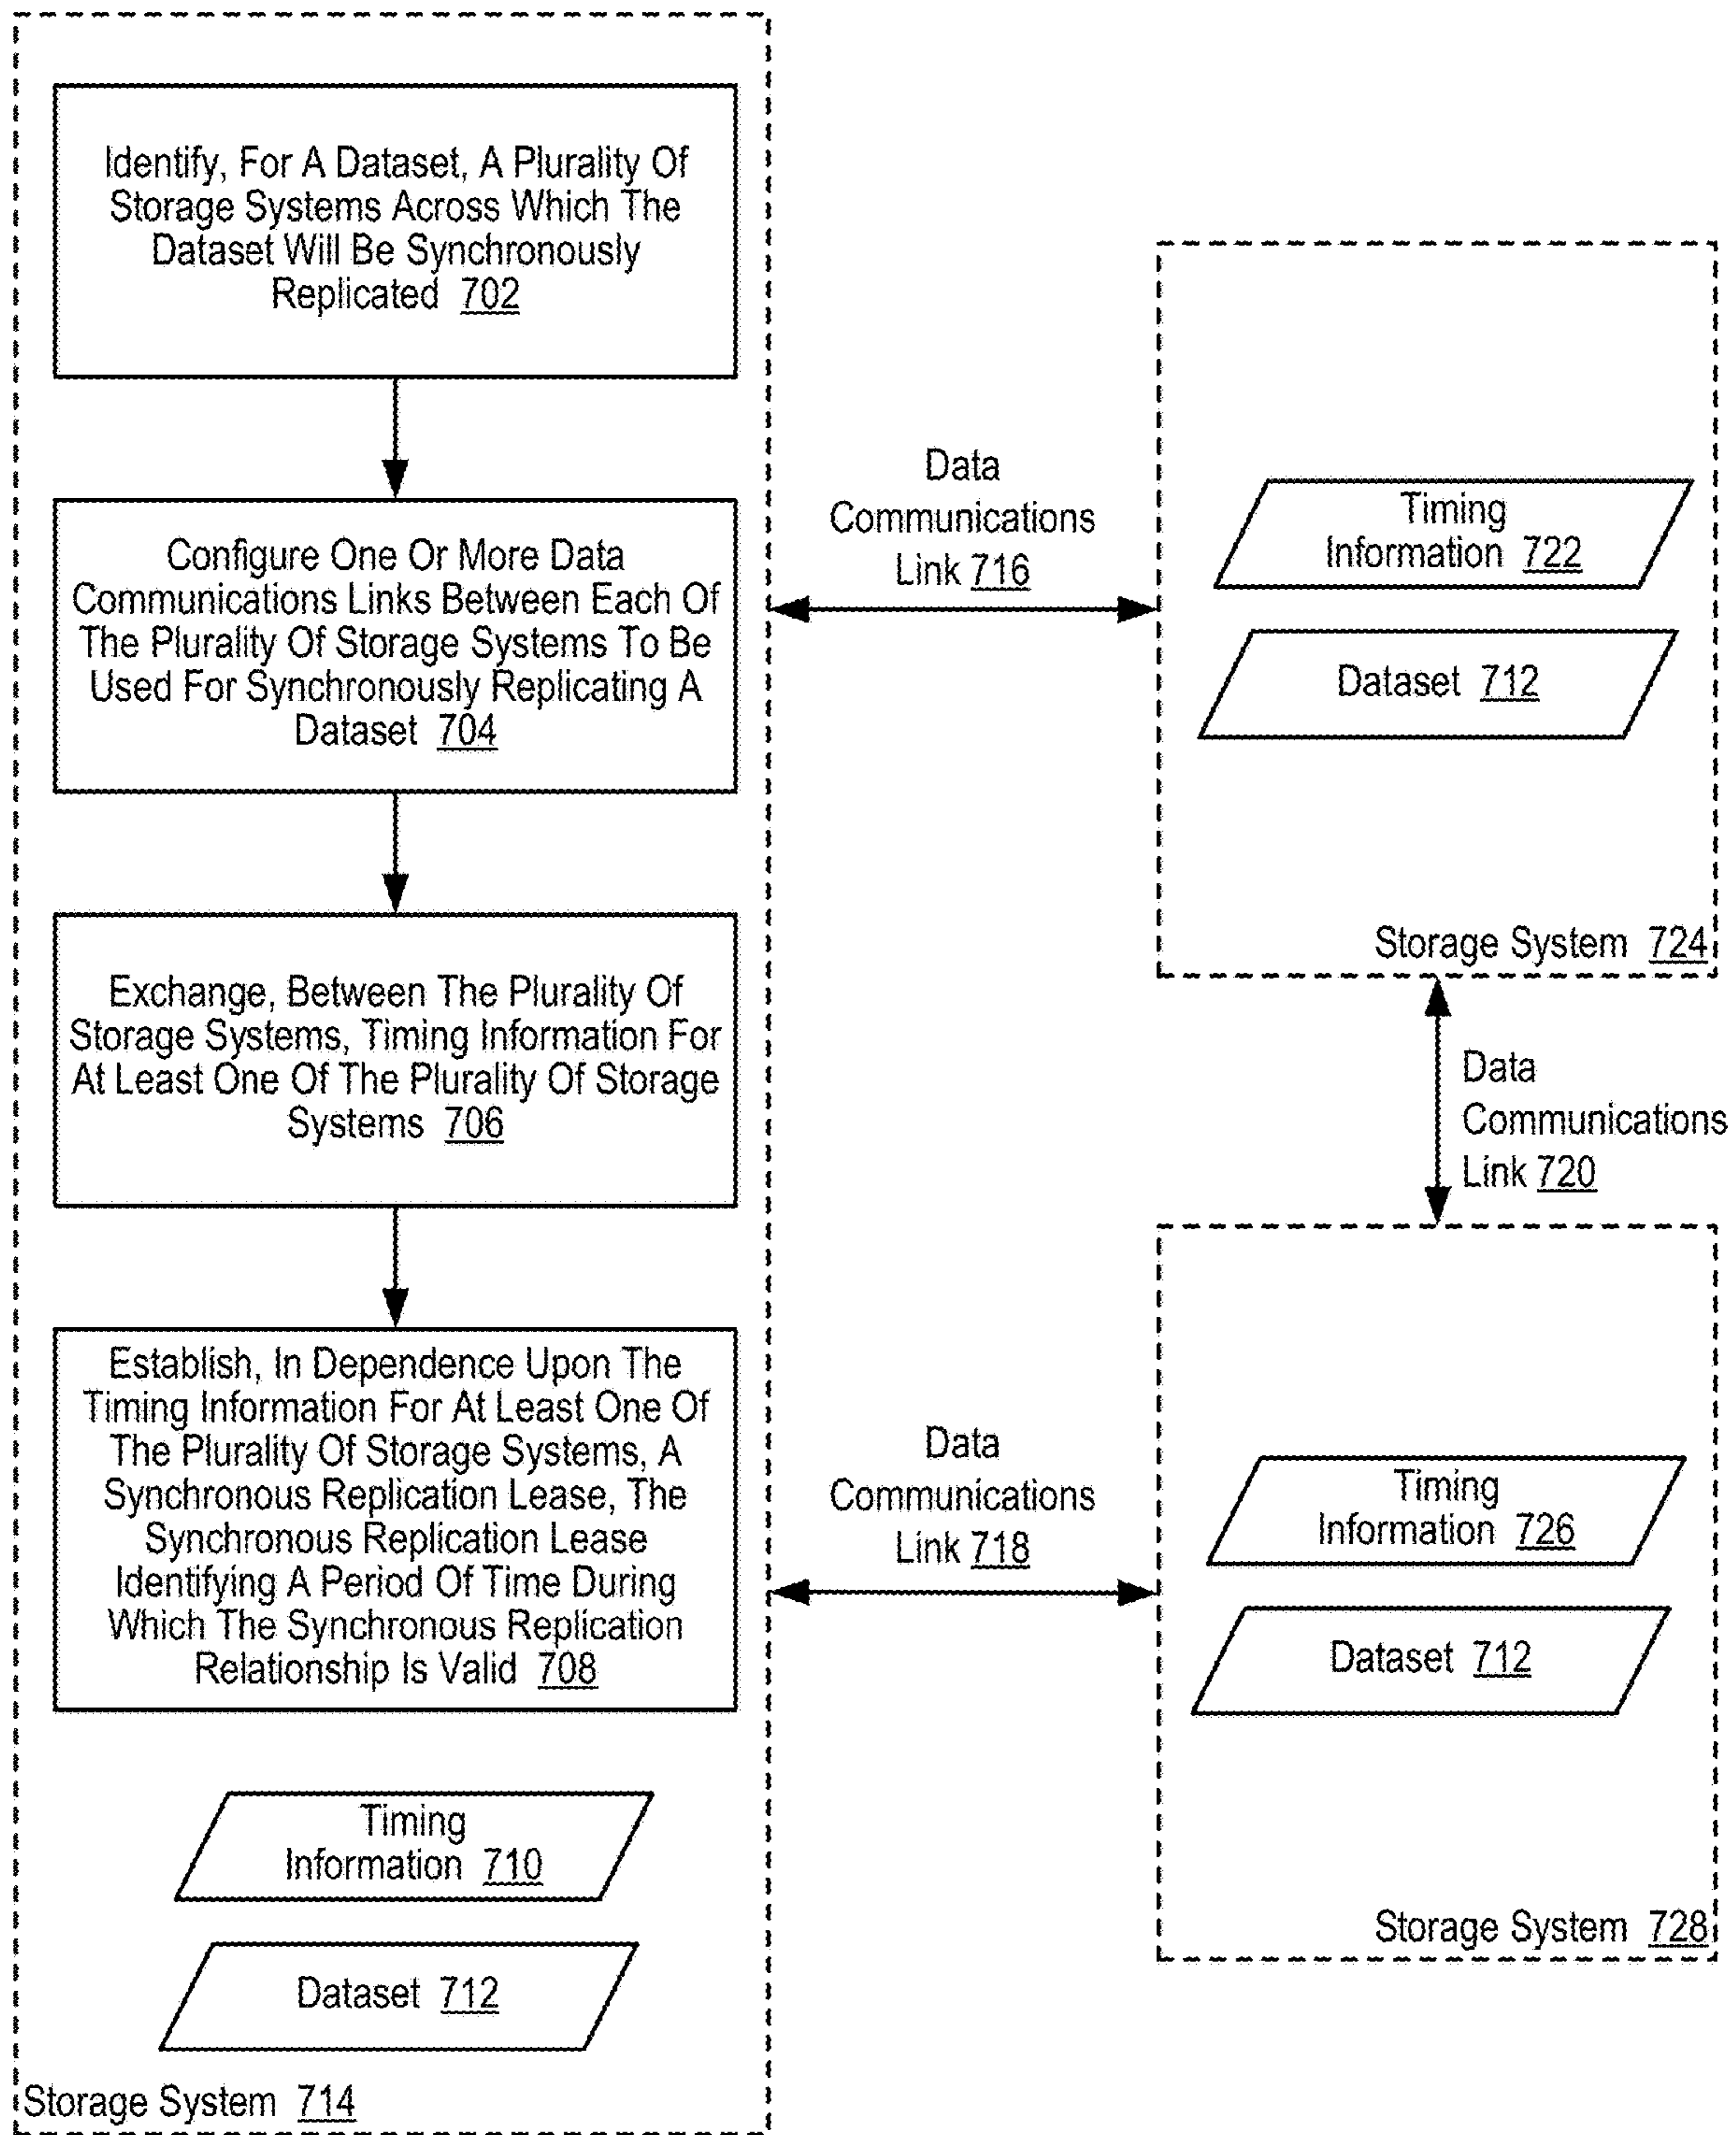 Identify, For A Dataset, A Plurality Of
Storage Systems Across Which The
Dataset Will Be Synchronously
Replicated 702
Configure One Or More Data
Communications Links Between Each Of
The Plurality Of Storage Systems To Be
Used For Synchronously Replicating A
Dataset 704
Exchange, Between The Plurality Of
Storage Systems, Timing Information For
At Least One Of The Plurality Of Storage
Systems 706
Establish, In Dependence Upon The
Timing Information For At Least One Of
The Plurality Of Storage Systems, A
Synchronous Replication Lease, The
Synchronous Replication Lease
Identifying A Period Of Time During
Which The Synchronous Replication
Relationship Is Valid 708
Timing
Information 710
Dataset 712
Storage System 714
Data
Communications
Link 716
Timing
Information 722
Dataset 712
Storage System 724
Data
Communications
Link 720
Data
Communications
Link 718
Timing
Information 726
Dataset 712
Storage System 728